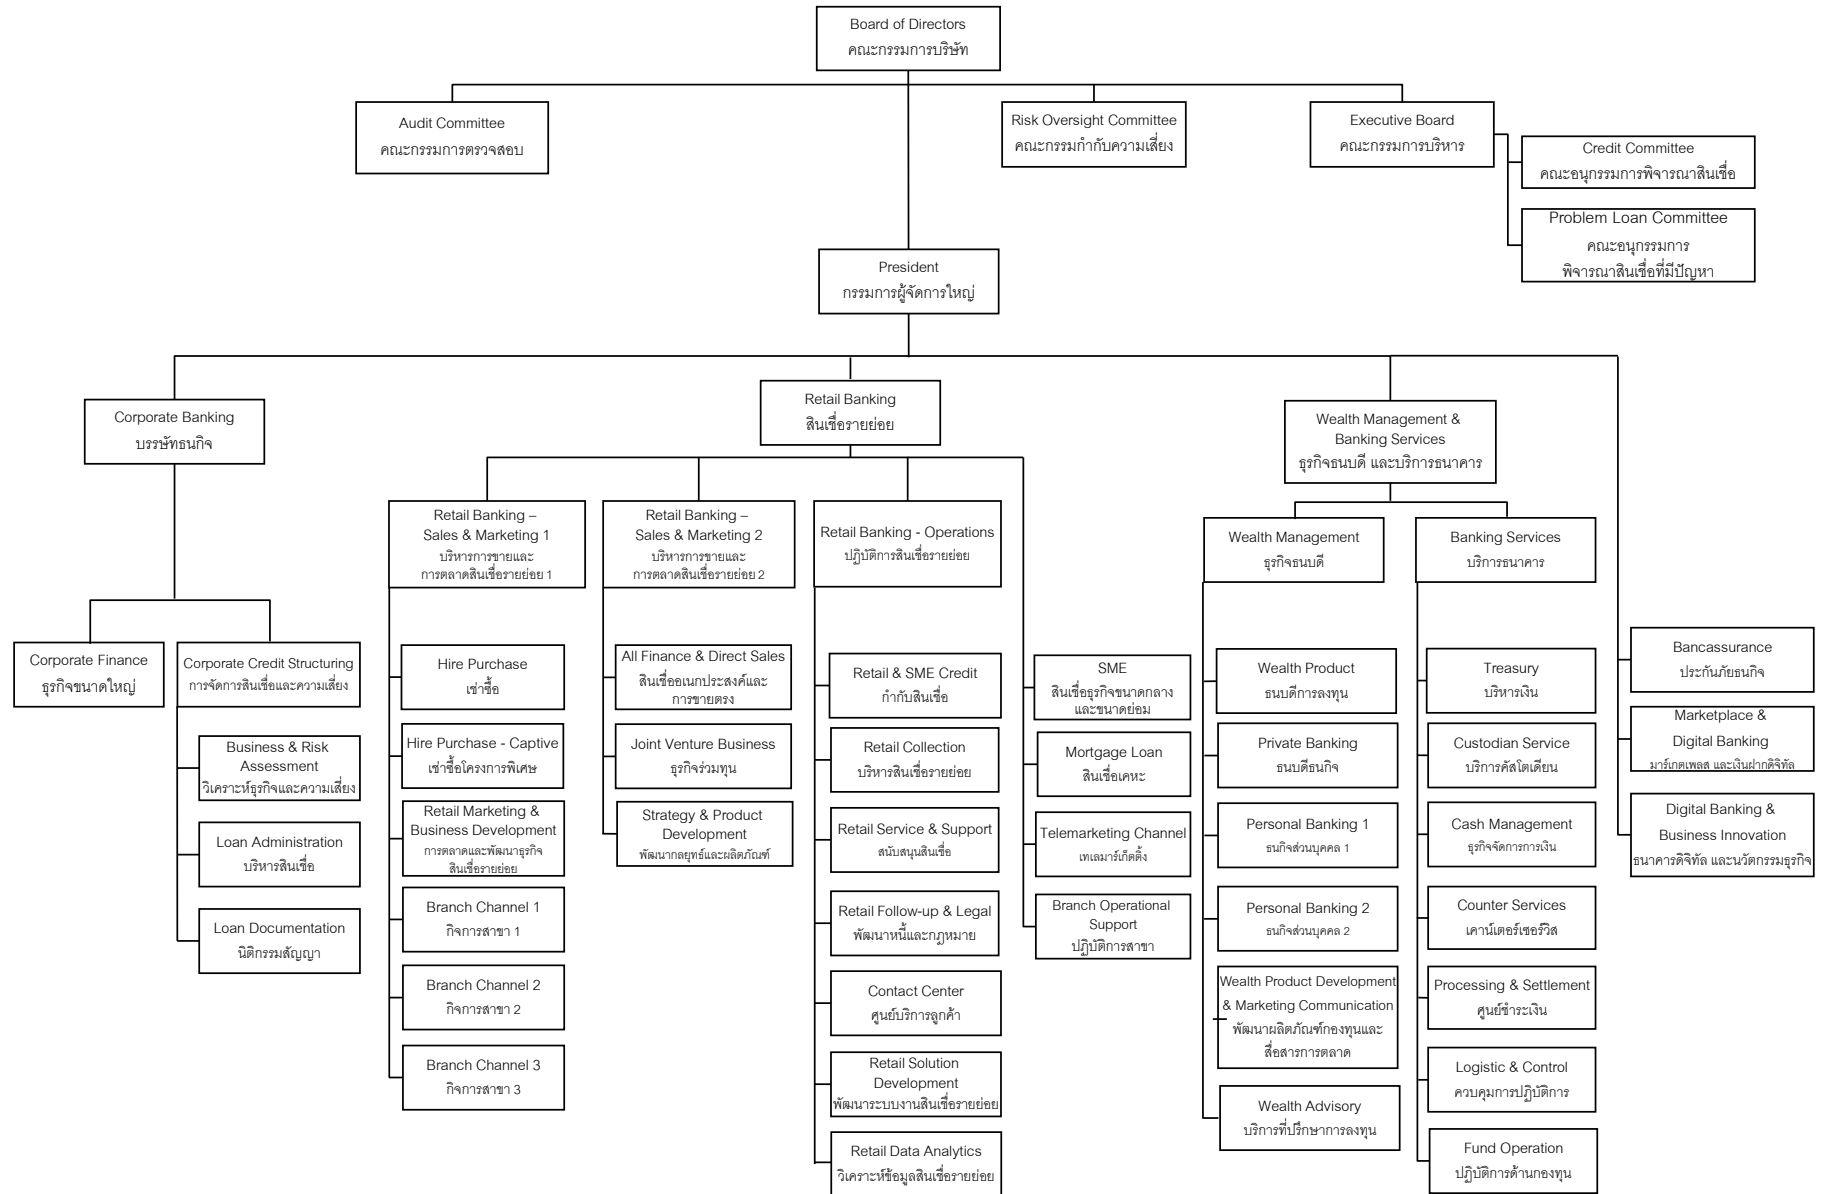 Board of Directors
คณะกรรมการบริษัท
Audit Committee
คณะกรรมการตรวจสอบ
Risk Oversight Committee
คณะกรรมกำกับความเสี่ยง
Executive Board
คณะกรรมการบริหาร
Credit Committee
คณะอนุกรรมการพิจารณาสินเชื่อ
Problem Loan Committee
คณะอนุกรรมการ
พิจารณาสินเชื่อที่มีปัญหา
President
กรรมการผู้จัดการใหญ่
Corporate Banking
บรรษัทธนกิจ
Retail Banking
สินเชื่อรายย่อย
Wealth Management &
Banking Services
ธุรกิจธนบดี และบริการธนาคาร
Corporate Finance
ธุรกิจขนาดใหญ่
Corporate Credit Structuring
การจัดการสินเชื่อและความเสี่ยง
Business & Risk
Assessment
วิเคราะห์ธุรกิจและความเสี่ยง
Loan Administration
บริหารสินเชื่อ
Loan Documentation
นิติกรรมสัญญา
Retail Banking –
Sales & Marketing 1
บริหารการขายและ
การตลาดสินเชื่อรายย่อย 1
Hire Purchase
เช่าซื้อ
Hire Purchase - Captive
เช่าซื้อโครงการพิเศษ
Retail Marketing &
Business Development
การตลาดและพัฒนาธุรกิจ
สินเชื่อรายย่อย
Branch Channel 1
กิจการสาขา 1
Branch Channel 2
กิจการสาขา 2
Branch Channel 3
กิจการสาขา 3
Retail Banking –
Sales & Marketing 2
บริหารการขายและ
การตลาดสินเชื่อรายย่อย 2
All Finance & Direct Sales
สินเชื่ออเนกประสงค์และ
การขายตรง
Joint Venture Business
ธุรกิจร่วมทุน
Strategy & Product
Development
พัฒนากลยุทธ์และผลิตภัณฑ์
Retail Banking - Operations
ปฏิบัติการสินเชื่อรายย่อย
Retail & SME Credit
กำกับสินเชื่อ
Retail Collection
บริหารสินเชื่อรายย่อย
Retail Service & Support
สนับสนุนสินเชื่อ
Retail Follow-up & Legal
พัฒนาหนี้และกฎหมาย
Contact Center
ศูนย์บริการลูกค้า
Retail Solution
Development
พัฒนาระบบงานสินเชื่อรายย่อย
Retail Data Analytics
วิเคราะห์ข้อมูลสินเชื่อรายย่อย
SME
สินเชื่อธุรกิจขนาดกลาง
และขนาดย่อม
Mortgage Loan
สินเชื่อเคหะ
Telemarketing Channel
เทเลมาร์เก็ตติ้ง
Branch Operational
Support
ปฏิบัติการสาขา
Wealth Management
ธุรกิจธนบดี
Wealth Product
ธนบดีการลงทุน
Private Banking
ธนบดีธนกิจ
Personal Banking 1
ธนกิจส่วนบุคคล 1
Personal Banking 2
ธนกิจส่วนบุคคล 2
Wealth Product Development
& Marketing Communication
พัฒนาผลิตภัณฑ์กองทุนและ
สื่อสารการตลาด
Wealth Advisory
บริการที่ปรึกษาการลงทุน
Banking Services
บริการธนาคาร
Treasury
บริหารเงิน
Custodian Service
บริการคัสโตเดียน
Cash Management
ธุรกิจจัดการการเงิน
Counter Services
เคาน์เตอร์เซอร์วิส
Processing & Settlement
ศูนย์ชำระเงิน
Logistic & Control
ควบคุมการปฏิบัติการ
Fund Operation
ปฏิบัติการด้านกองทุน
Bancassurance
ประกันภัยธนกิจ
Marketplace &
Digital Banking
มาร์เกตเพลส และเงินฝากดิจิทัล
Digital Banking &
Business Innovation
ธนาคารดิจิทัล และนวัตกรรมธุรกิจ